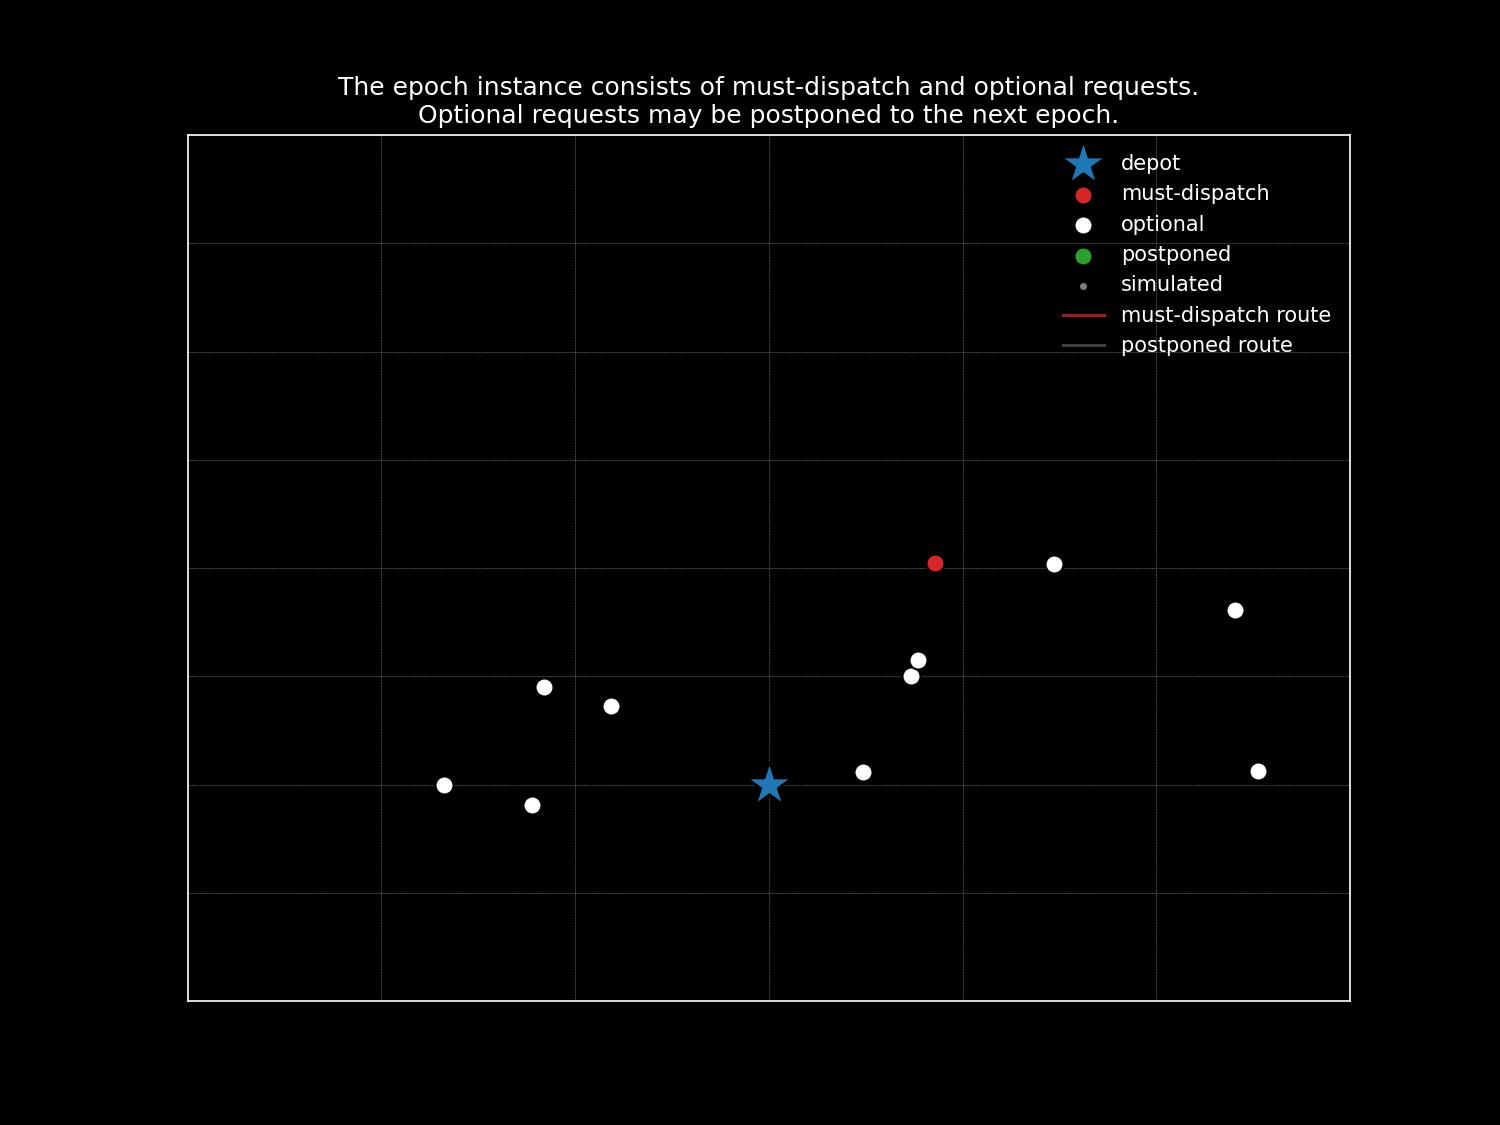 The epoch instance consists of must-dispatch and optional requests.
Optional requests may be postponed to the next epoch.
depot
must-dispatch
optional
postponed
simulated
must-dispatch route
postponed route